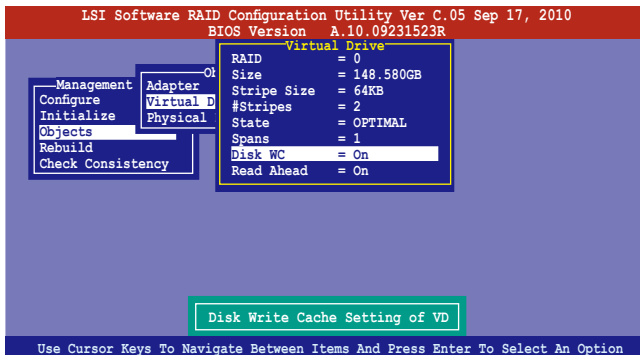 LSI Software RAID Configuration Utility Ver C.05 Sep 17, 2010
BIOS Version A.10.09231523R
Management
Configure
Initialize
Objects
Rebuild
Check Consistency
Adapter
Virtual D
Physical
Virtual Drive
RAID = 0
Size = 148.580GB
Stripe Size = 64KB
#Stripes = 2
State = OPTIMAL
Spans = 1
Disk WC = On
Read Ahead = On
Disk Write Cache Setting of VD
Use Cursor Keys To Navigate Between Items And Press Enter To Select An Option